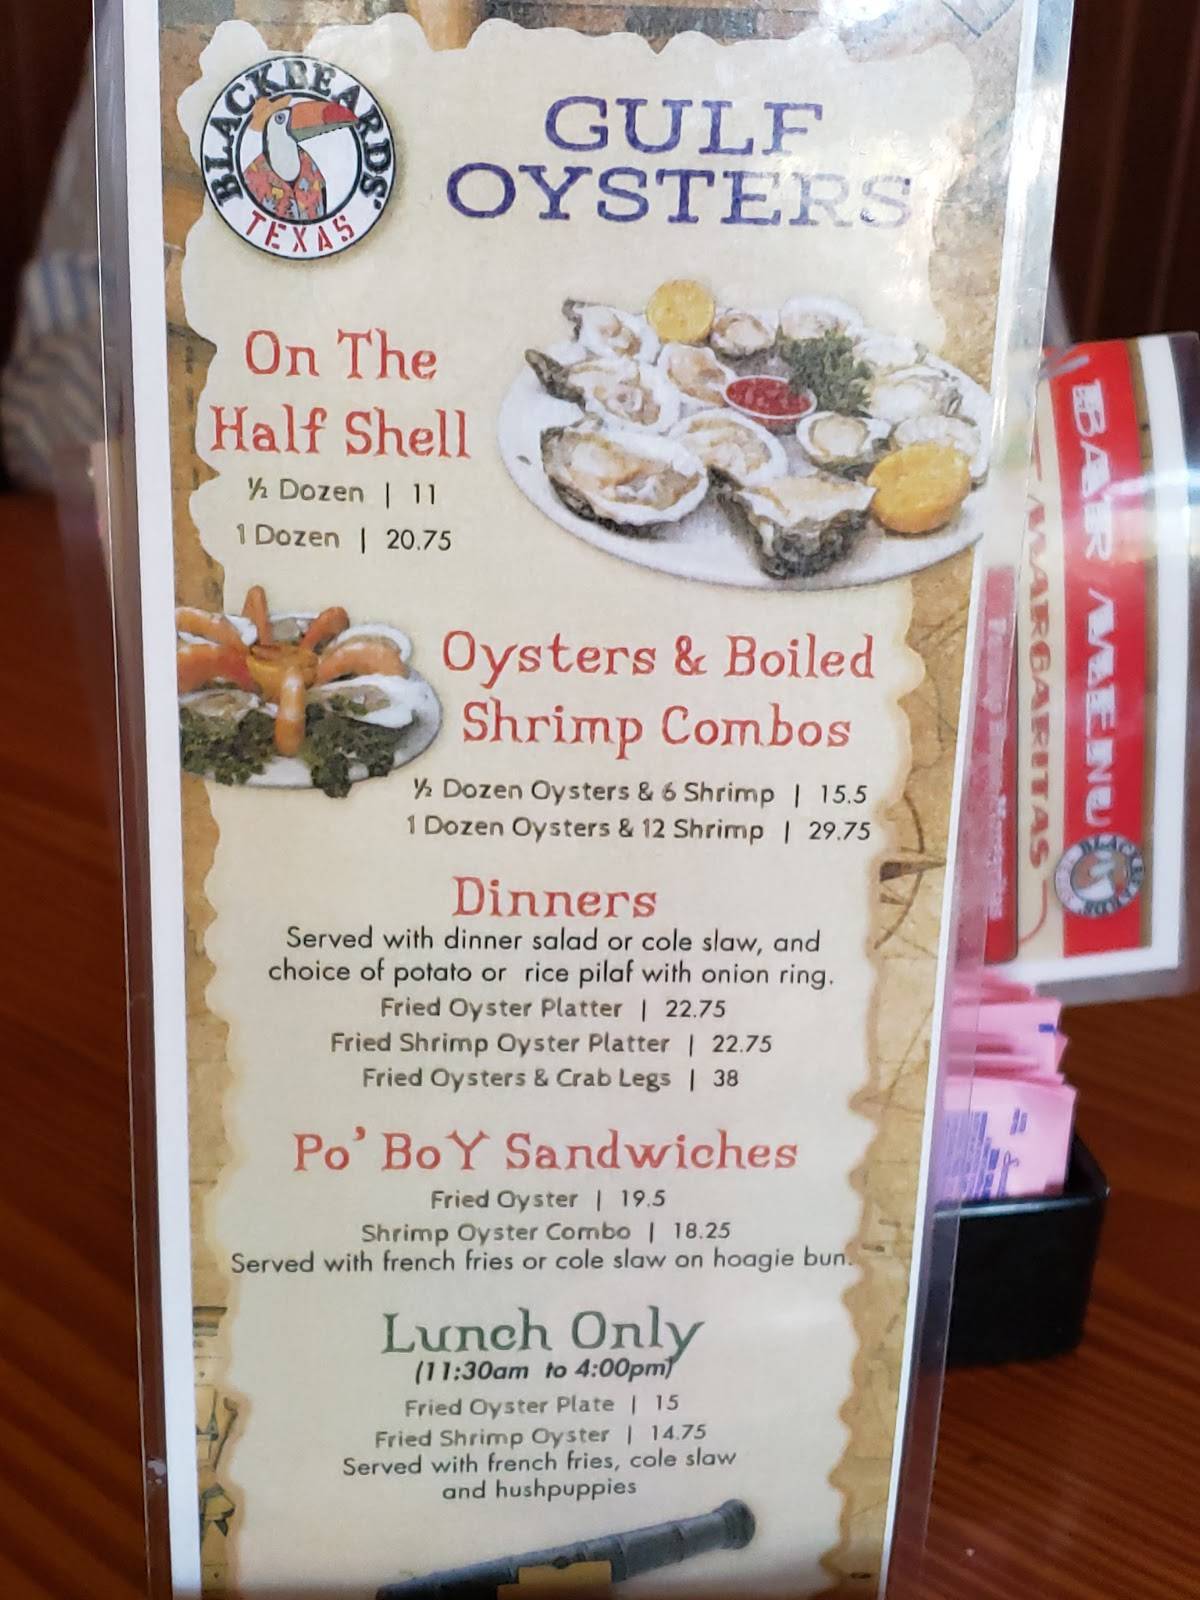 BLACKBEARDS'
TEXAS
GULF
OYSTERS
On The
Half Shell
½ Dozen | 11
1 Dozen | 20.75
Oysters & Boiled
Shrimp Combos
½ Dozen Oysters & 6 Shrimp | 15.5
1 Dozen Oysters & 12 Shrimp | 29.75
Dinners
Served with dinner salad or cole slaw, and
choice of potato or rice pilaf with onion ring.
Fried Oyster Platter | 22.75
Fried Shrimp Oyster Platter | 22.75
Fried Oysters & Crab Legs | 38
Po' BoY Sandwiches
Fried Oyster | 19.5
Shrimp Oyster Combo | 18.25
Served with french fries or cole slaw on hoagie bun.
Lunch Only
(11:30am to 4:00pm)
Fried Oyster Plate | 15
Fried Shrimp Oyster | 14.75
Served with french fries, cole slaw
and hushpuppies
BAR MENU
MARGARITAS
BLACKBEARDS'